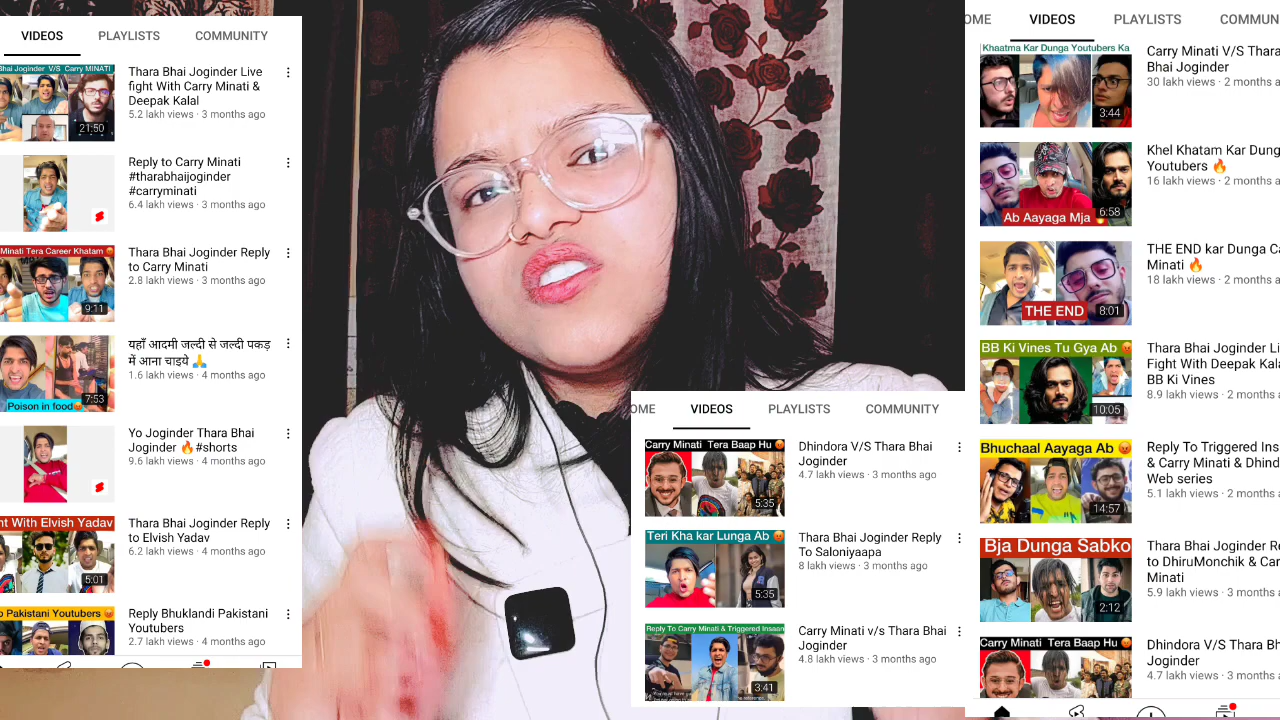 VIDEOS PLAYLISTS COMMUNITY
Bhai Joginder V/S Carry MINATI
21:50
Thara Bhai Joginder Live
fight With Carry Minati &
Deepak Kalal
5.2 lakh views · 3 months ago
Reply to Carry Minati
#tharabhaijoginder
#carryminati
6.4 lakh views · 3 months ago
Minati Tera Career Khatam
9:11
Thara Bhai Joginder Reply
to Carry Minati
2.8 lakh views · 3 months ago
Poison in food
7:53
यहाँ आदमी जल्दी से जल्दी पकड़
में आना चाइये 🙏
1.6 lakh views · 4 months ago
Yo Joginder Thara Bhai
Joginder 🔥#shorts
9.6 lakh views · 4 months ago
nt With Elvish Yadav
5:01
Thara Bhai Joginder Reply
to Elvish Yadav
6.2 lakh views · 4 months ago
o Pakistani Youtubers
Reply Bhuklandi Pakistani
Youtubers
2.7 lakh views · 4 months ago
OME VIDEOS PLAYLISTS COMMUNITY
Carry Minati Tera Baap Hu
5:35
Dhindora V/S Thara Bhai
Joginder
4.7 lakh views · 3 months ago
Teri Kha kar Lunga Ab
5:35
Thara Bhai Joginder Reply
To Saloniyaapa
8 lakh views · 3 months ago
Reply To Carry Minati & Triggered Insaan
3:41
Carry Minati v/s Thara Bhai
Joginder
4.8 lakh views · 3 months ago
OME VIDEOS PLAYLISTS COMMUN
Khaatma Kar Dunga Youtubers Ka
3:44
Carry Minati V/S Thara
Bhai Joginder
30 lakh views · 2 months a
Ab Aayaga Mja
6:58
Khel Khatam Kar Dung
Youtubers 🔥
16 lakh views · 2 months a
THE END
8:01
THE END kar Dunga Ca
Minati 🔥
18 lakh views · 2 months a
BB Ki Vines Tu Gya Ab
10:05
Thara Bhai Joginder Li
Fight With Deepak Kala
BB Ki Vines
8.9 lakh views · 2 months
Bhuchaal Aayaga Ab
14:57
Reply To Triggered Insa
& Carry Minati & Dhind
Web series
5.1 lakh views · 2 months
Bja Dunga Sabko
2:12
Thara Bhai Joginder Re
to DhiruMonchik & Car
Minati
5.9 lakh views · 3 months
Carry Minati Tera Baap Hu
Dhindora V/S Thara Bh
Joginder
4.7 lakh views · 3 months